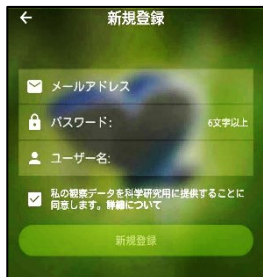 新規登録
メールアドレス
パスワード:
6文字以上
ユーザー名:
私の観察データを科学研究用に提供することに
同意します。詳細について
新規登録